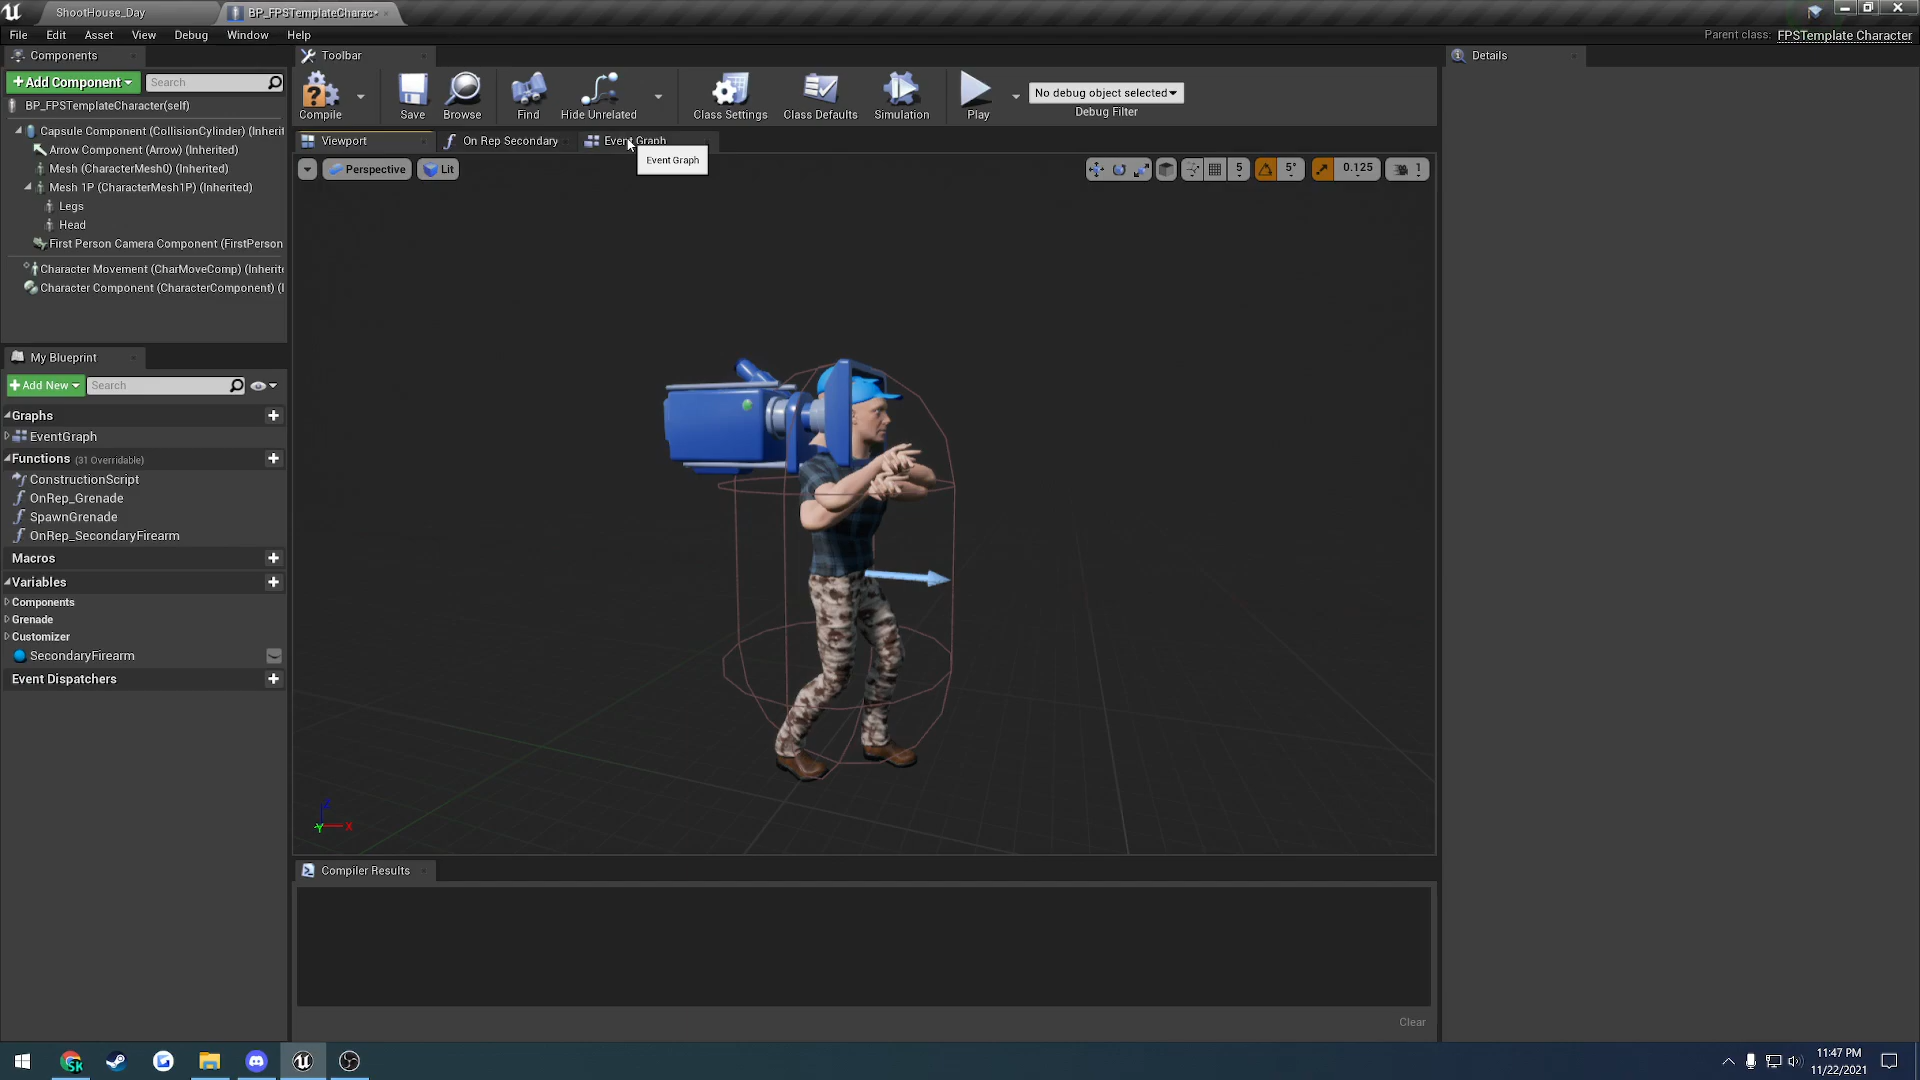 ShootHouse_Day
BP_FPSTemplateCharac*
File Edit Asset View Debug Window Help
Parent class: FPSTemplate Character
Components
Toolbar
Details
+Add Component
Search
Compile
Save
Browse
Find
Hide Unrelated
Class Settings
Class Defaults
Simulation
Play
No debug object selected
Debug Filter
BP_FPSTemplateCharacter(self)
Capsule Component (CollisionCylinder) (Inherit
Arrow Component (Arrow) (Inherited)
Mesh (CharacterMesh0) (Inherited)
Mesh 1P (CharacterMesh1P) (Inherited)
Legs
Head
First Person Camera Component (FirstPerson
Character Movement (CharMoveComp) (Inherite
Character Component (CharacterComponent) (I
Viewport
On Rep Secondary
Event Graph
Event Graph
Perspective
Lit
5
5°
0.125
1
My Blueprint
+Add New
Search
Graphs
EventGraph
Functions (31 Overridable)
ConstructionScript
OnRep_Grenade
SpawnGrenade
OnRep_SecondaryFirearm
Macros
Variables
Components
Grenade
Customizer
SecondaryFirearm
Event Dispatchers
Z
Y
X
Compiler Results
Clear
SK
11:47 PM
11/22/2021